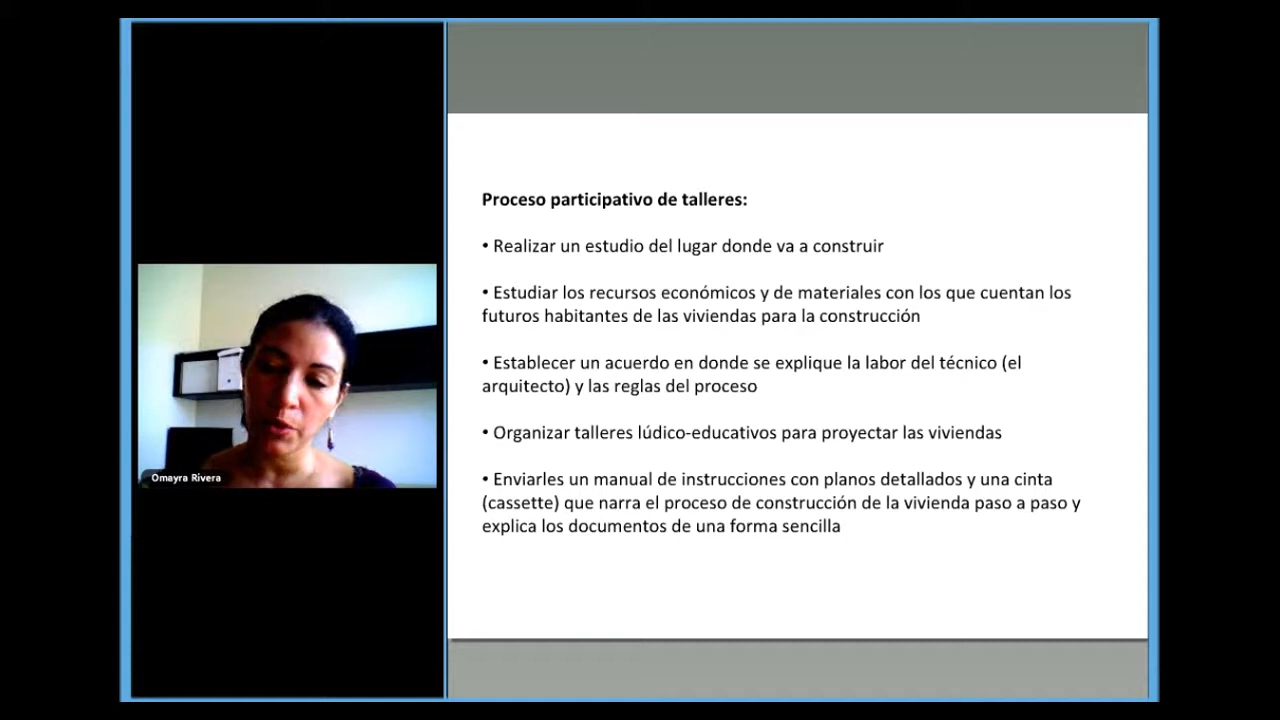 Proceso participativo de talleres:
• Realizar un estudio del lugar donde va a construir
• Estudiar los recursos económicos y de materiales con los que cuentan los
futuros habitantes de las viviendas para la construcción
• Establecer un acuerdo en donde se explique la labor del técnico (el
arquitecto) y las reglas del proceso
• Organizar talleres lúdico-educativos para proyectar las viviendas
• Enviarles un manual de instrucciones con planos detallados y una cinta
(cassette) que narra el proceso de construcción de la vivienda paso a paso y
explica los documentos de una forma sencilla
Omayra Rivera